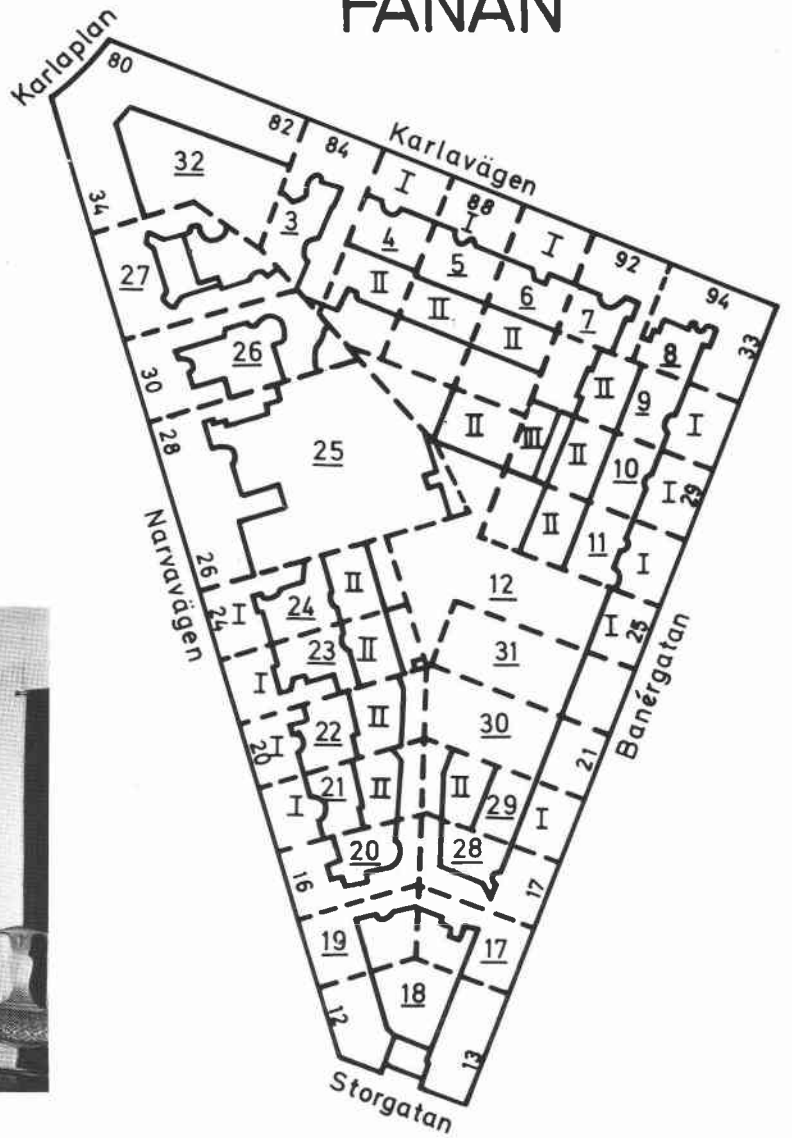 FANAN
Karlaplan
80
82
84
Karlavägen
I
I
88
I
92
94
33
32
3
4
5
6
7
8
34
27
II
II
II
II
9
I
30
26
28
25
II
III
II
10
I
29
II
11
I
Narvavägen
26
24
I
24
II
12
I
25
23
II
31
Banérgatan
I
20
I
22
II
30
21
I
21
II
II
29
I
16
20
28
17
19
17
12
18
13
Storgatan